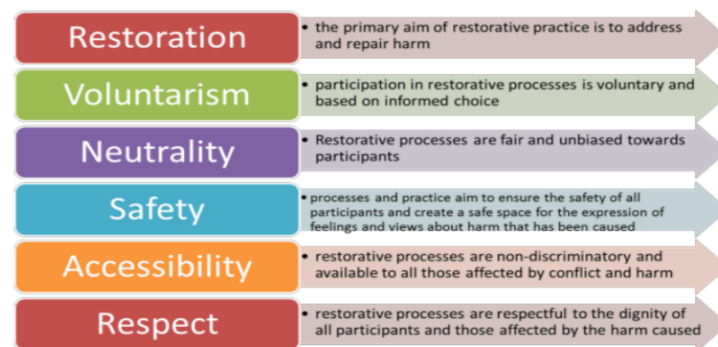 Restoration
• the primary aim of restorative practice is to address
and repair harm
Voluntarism
• participation in restorative processes is voluntary and
based on informed choice
Neutrality
• Restorative processes are fair and unbiased towards
participants
Safety
• processes and practice aim to ensure the safety of all
participants and create a safe space for the expression of
feelings and views about harm that has been caused
Accessibility
• restorative processes are non-discriminatory and
available to all those affected by conflict and harm
Respect
• restorative processes are respectful to the dignity of
all participants and those affected by the harm caused